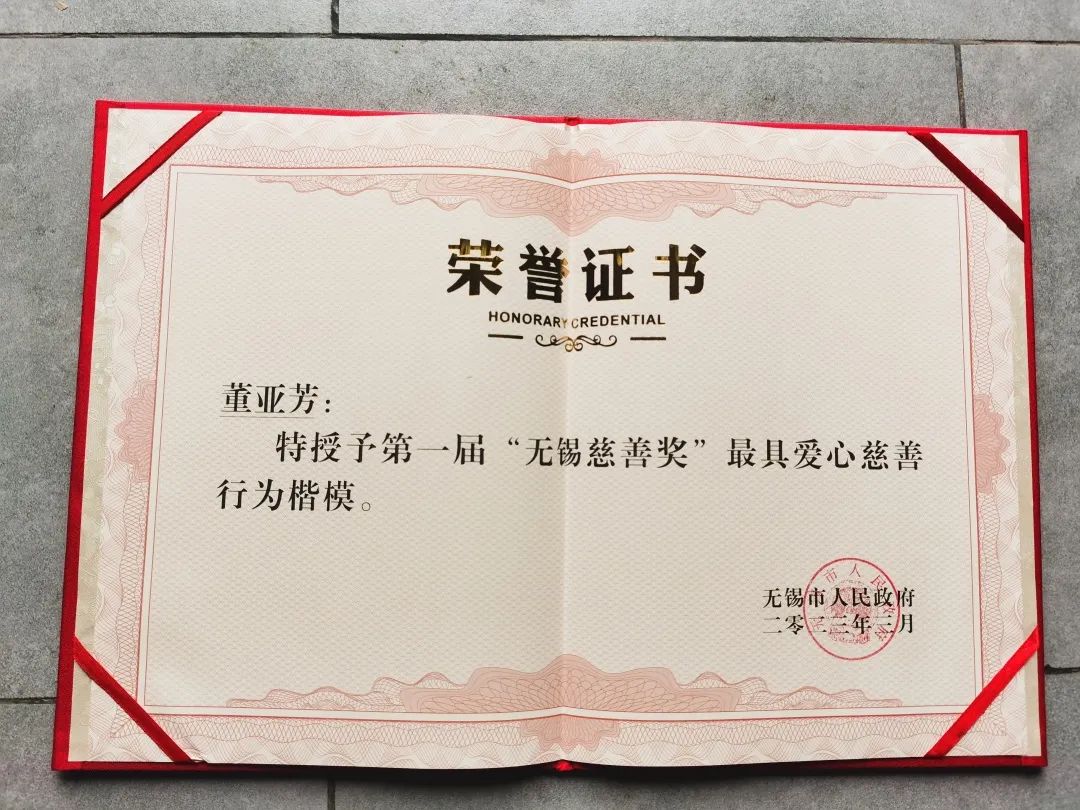 荣誉证书
HONORARY CREDENTIAL
董亚芳：
特授予第一届“无锡慈善奖”最具爱心慈善
行为楷模。
无锡市人民政府
二零二三年三月